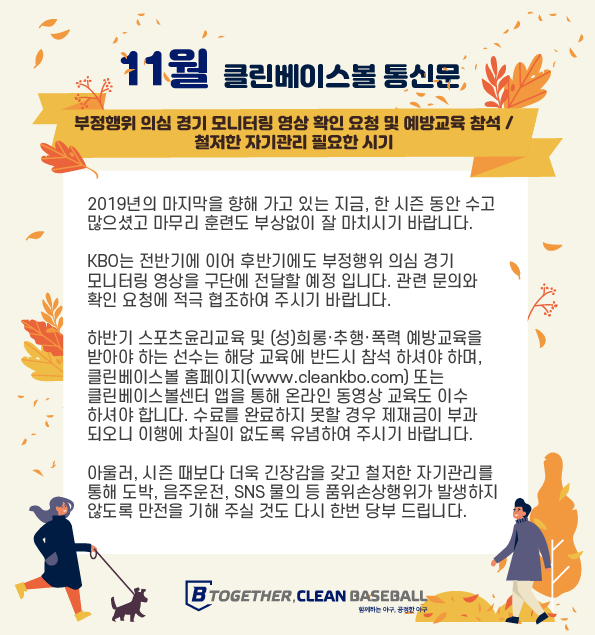 11월 클린베이스볼 통신문
부정행위 의심 경기 모니터링 영상 확인 요청 및 예방교육 참석 /
철저한 자기관리 필요한 시기
2019년의 마지막을 향해 가고 있는 지금, 한 시즌 동안 수고
많으셨고 마무리 훈련도 부상없이 잘 마치시기 바랍니다.
KBO는 전반기에 이어 후반기에도 부정행위 의심 경기
모니터링 영상을 구단에 전달할 예정 입니다. 관련 문의와
확인 요청에 적극 협조하여 주시기 바랍니다.
하반기 스포츠윤리교육 및 (성)희롱·추행·폭력 예방교육을
받아야 하는 선수는 해당 교육에 반드시 참석 하셔야 하며,
클린베이스볼 홈페이지(www.cleankbo.com) 또는
클린베이스볼센터 앱을 통해 온라인 동영상 교육도 이수
하셔야 합니다. 수료를 완료하지 못할 경우 제재금이 부과
되오니 이행에 차질이 없도록 유념하여 주시기 바랍니다.
아울러, 시즌 때보다 더욱 긴장감을 갖고 철저한 자기관리를
통해 도박, 음주운전, SNS 물의 등 품위손상행위가 발생하지
않도록 만전을 기해 주실 것도 다시 한번 당부 드립니다.
B TOGETHER, CLEAN BASEBALL
함께하는 야구, 공정한 야구